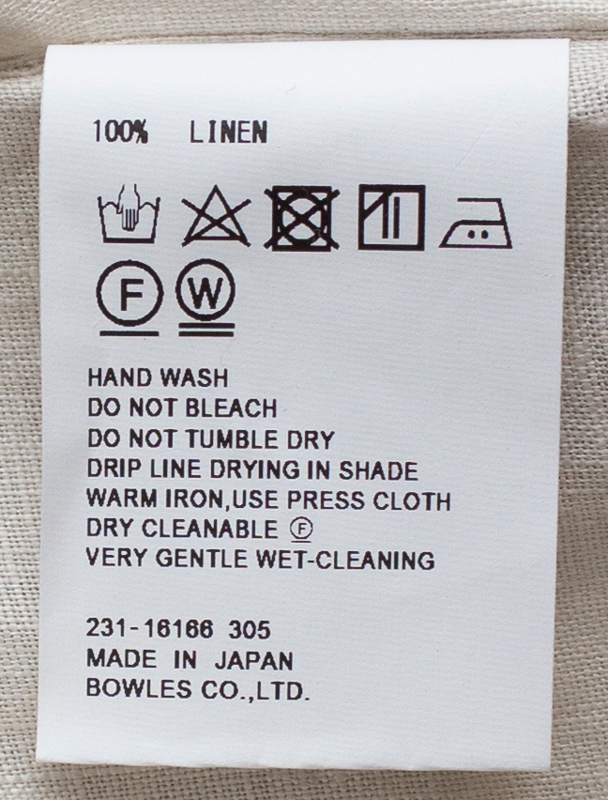 100% LINEN
F W
HAND WASH
DO NOT BLEACH
DO NOT TUMBLE DRY
DRIP LINE DRYING IN SHADE
WARM IRON,USE PRESS CLOTH
DRY CLEANABLE Ⓕ
VERY GENTLE WET-CLEANING
231-16166 305
MADE IN JAPAN
BOWLES CO.,LTD.